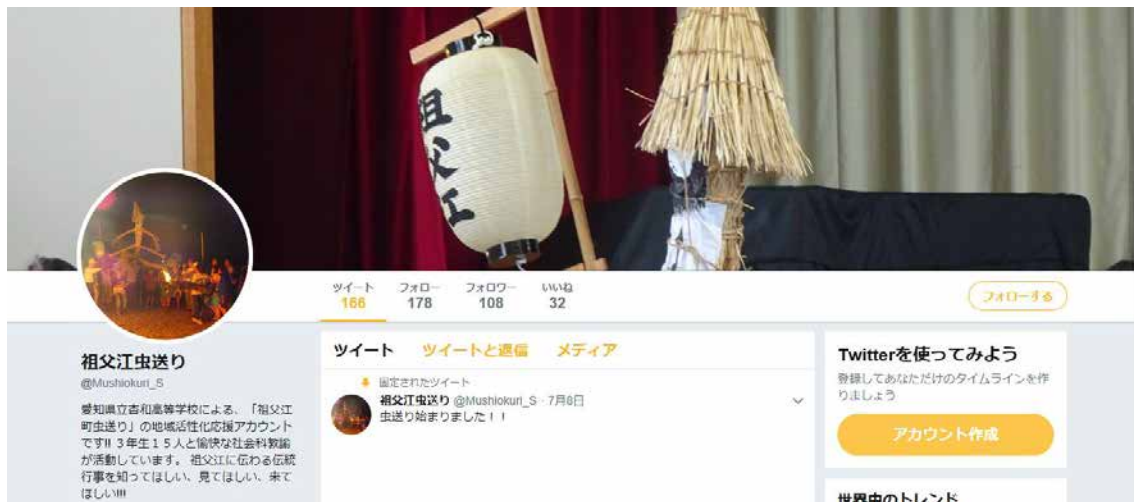 祖父江
ツイート
166
フォロー
178
フォロワー
108
いいね
32
フォローする
祖父江虫送り
@Mushiokuri_S
愛知県立杏和高等学校による、「祖父江
町虫送り」の地域活性化応援アカウント
です!! 3年生15人と愉快な社会科教諭
が活動しています。 祖父江に伝わる伝統
行事を知ってほしい、見てほしい、来て
ほしい!!!!
ツイート ツイートと返信 メディア
固定されたツイート
祖父江虫送り @Mushiokuri_S · 7月8日
虫送り始まりました！！
Twitterを使ってみよう
登録してあなただけのタイムラインを作
りましょう
アカウント作成
世界中のトレンド